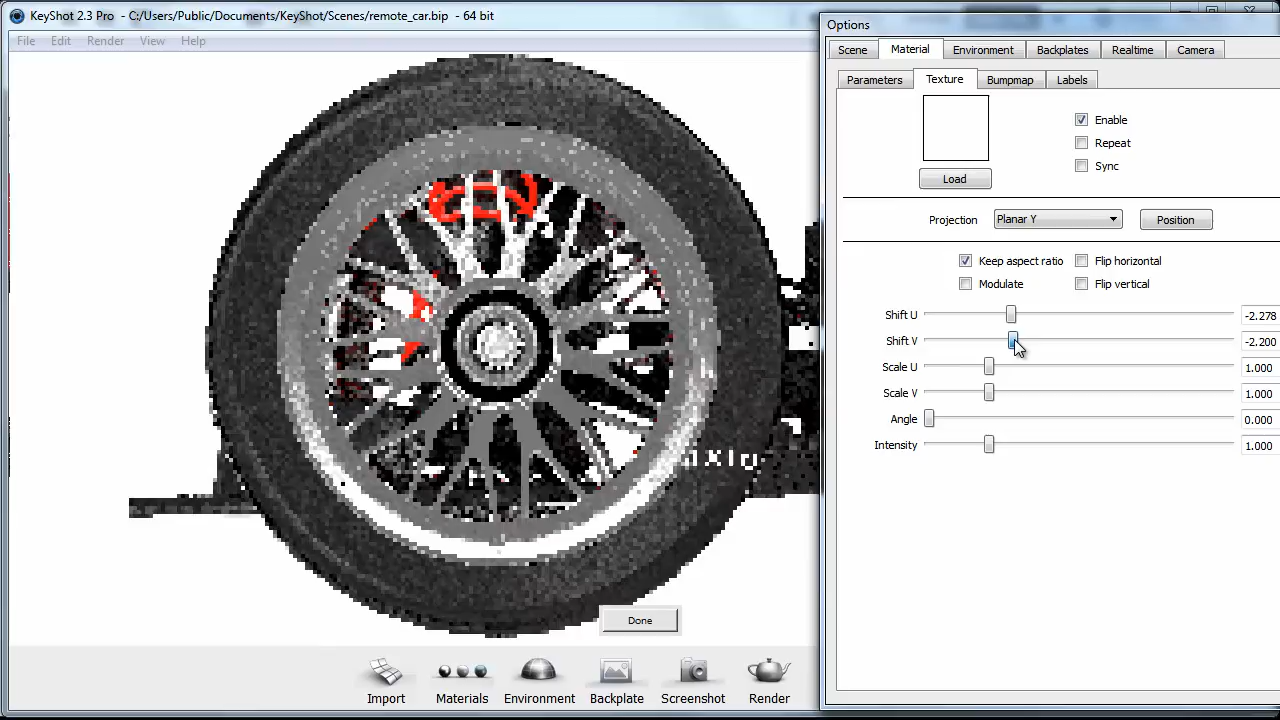 KeyShot 2.3 Pro - C:/Users/Public/Documents/KeyShot/Scenes/remote_car.bip - 64 bit
File Edit Render View Help
Options
Scene Material Environment Backplates Realtime Camera
Parameters Texture Bumpmap Labels
Enable
Repeat
Sync
Load
Projection Planar Y Position
Keep aspect ratio Flip horizontal
Modulate Flip vertical
Shift U -2.278
Shift V -2.200
Scale U 1.000
Scale V 1.000
Angle 0.000
Intensity 1.000
Done
Import Materials Environment Backplate Screenshot Render